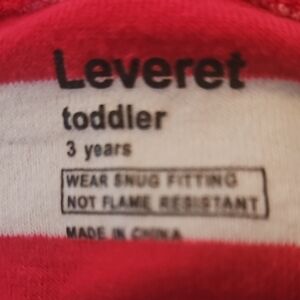 Leveret
toddler
3 years
WEAR SNUG FITTING
NOT FLAME RESISTANT
MADE IN CHINA